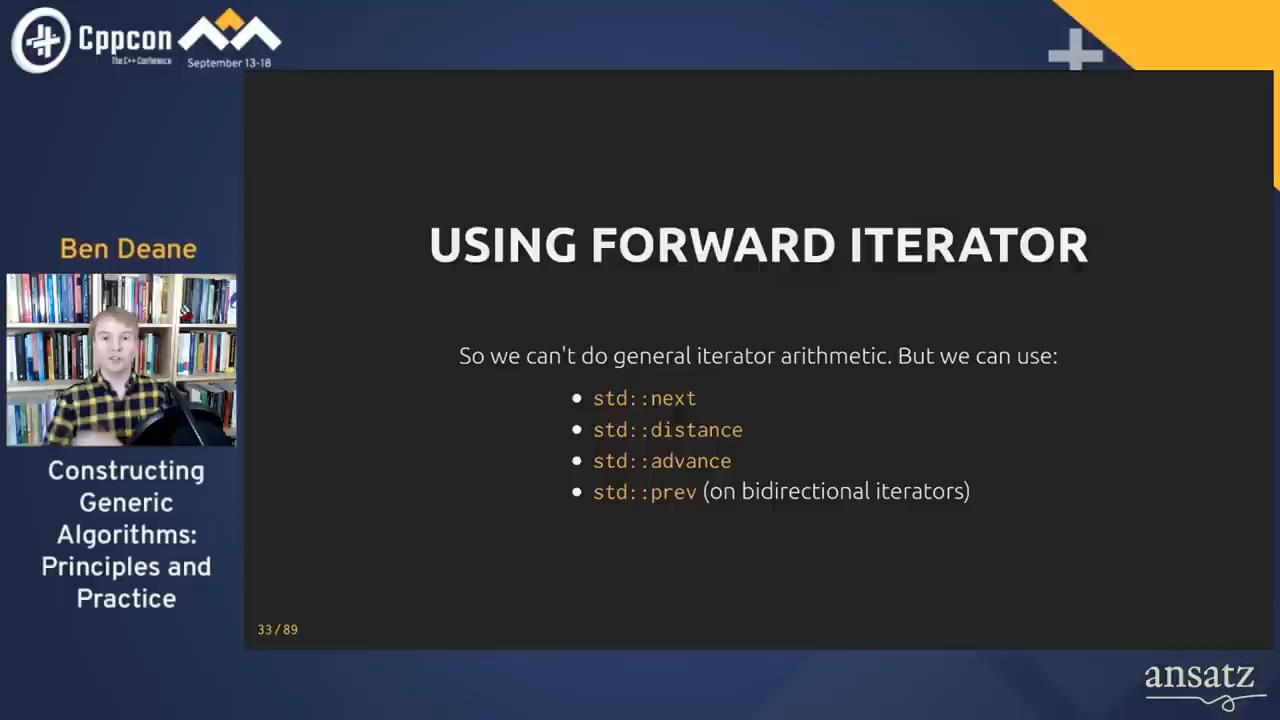 Cppcon
The C++ Conference
September 13-18
Ben Deane
Constructing
Generic
Algorithms:
Principles and
Practice
USING FORWARD ITERATOR
So we can't do general iterator arithmetic. But we can use:
• std::next
• std::distance
• std::advance
• std::prev (on bidirectional iterators)
33/89
ansatz